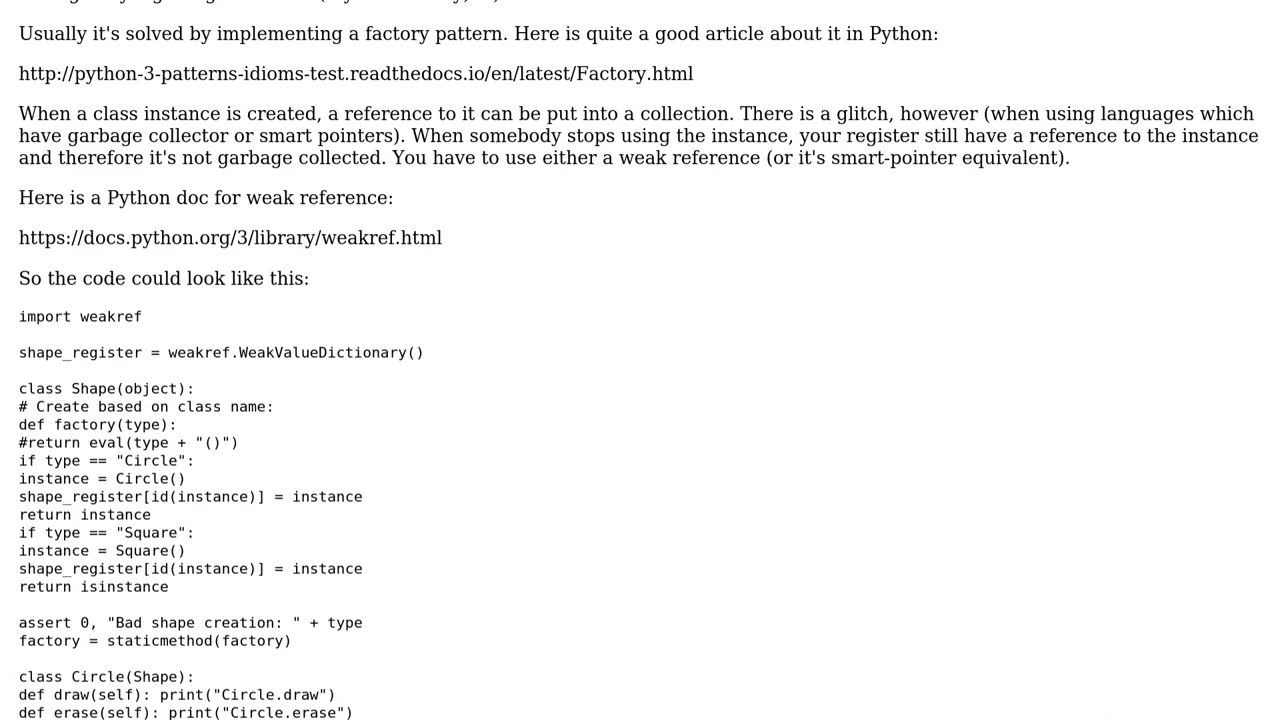 Usually it's solved by implementing a factory pattern. Here is quite a good article about it in Python:
http://python-3-patterns-idioms-test.readthedocs.io/en/latest/Factory.html
When a class instance is created, a reference to it can be put into a collection. There is a glitch, however (when using languages which
have garbage collector or smart pointers). When somebody stops using the instance, your register still have a reference to the instance
and therefore it's not garbage collected. You have to use either a weak reference (or it's smart-pointer equivalent).
Here is a Python doc for weak reference:
https://docs.python.org/3/library/weakref.html
So the code could look like this:
import weakref
shape_register = weakref.WeakValueDictionary()
class Shape(object):
# Create based on class name:
def factory(type):
#return eval(type + "()")
if type == "Circle":
instance = Circle()
shape_register[id(instance)] = instance
return instance
if type == "Square":
instance = Square()
shape_register[id(instance)] = instance
return isinstance
assert 0, "Bad shape creation: " + type
factory = staticmethod(factory)
class Circle(Shape):
def draw(self): print("Circle.draw")
def erase(self): print("Circle.erase")